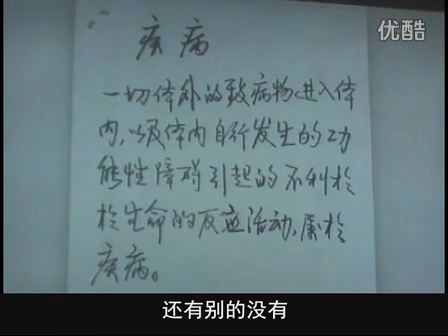 优酷
疾病
一切体外的致病物进入体
内，以及体内自行发生的功
能性障碍引起的不利於
於生命的反应活动，属於
疾病。
还有别的没有